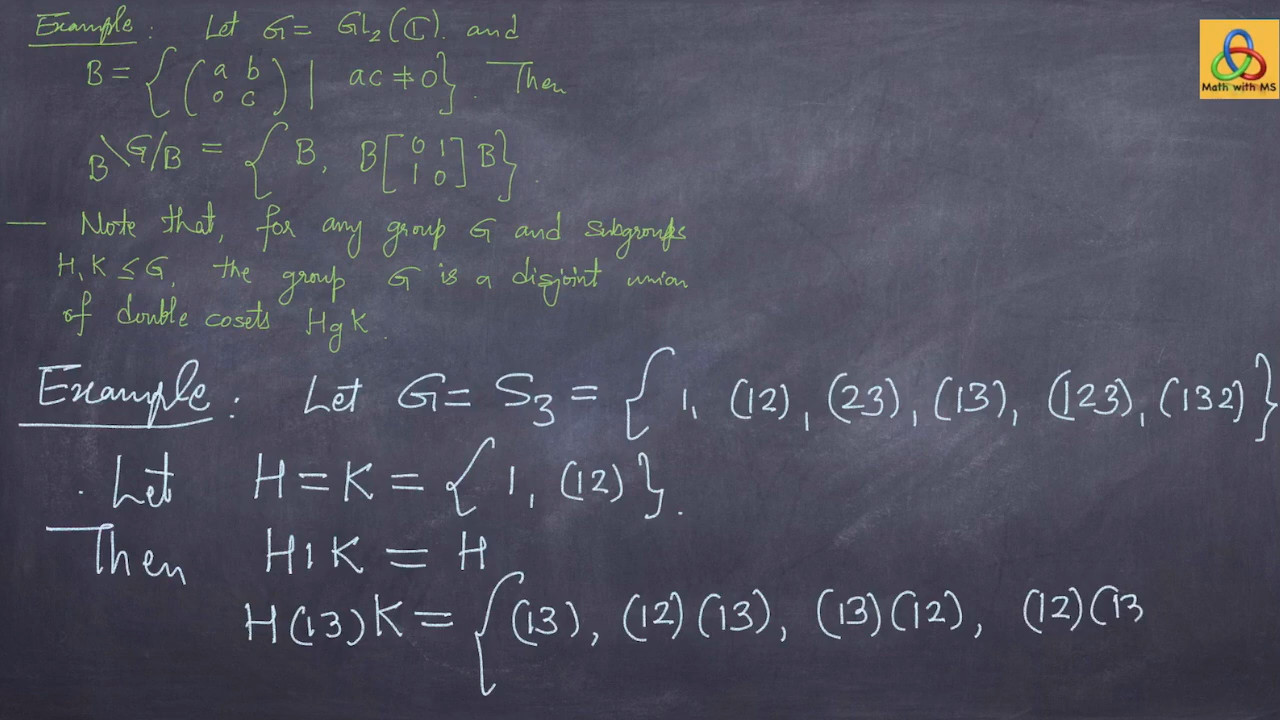 Example: Let G = GL₂(ℂ). and
B = { ( a b
0 c ) | ac ≠ 0 }. Then
B\G/B = { B, B [ 0 1
1 0 ] B }.
— Note that, for any group G and subgroups
H, K ≤ G, the group G is a disjoint union
of double cosets HgK.
Example: Let G = S₃ = { 1, (12), (23), (13), (123), (132) }
. Let H = K = { 1, (12) }.
Then H1K = H
H(13)K = { (13), (12)(13), (13)(12), (12)(13
Math with MS